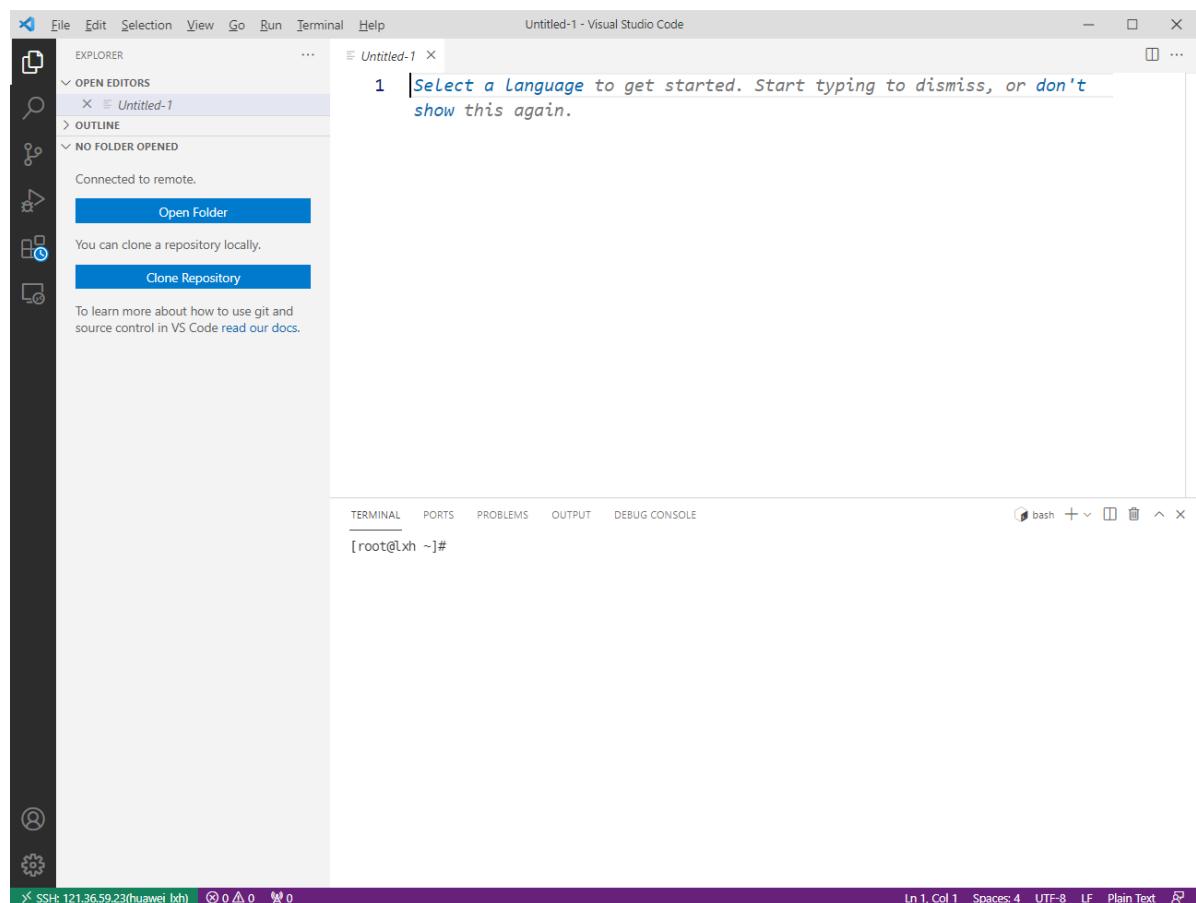 File Edit Selection View Go Run Terminal Help Untitled-1 - Visual Studio Code
EXPLORER
OPEN EDITORS
Untitled-1
OUTLINE
NO FOLDER OPENED
Connected to remote.
Open Folder
You can clone a repository locally.
Clone Repository
To learn more about how to use git and
source control in VS Code read our docs.
Untitled-1
1 Select a language to get started. Start typing to dismiss, or don't
show this again.
TERMINAL PORTS PROBLEMS OUTPUT DEBUG CONSOLE bash
[root@lxh ~]#
SSH: 121.36.59.23(huawei_lxh) 0 0 0 Ln 1, Col 1 Spaces: 4 UTF-8 LF Plain Text